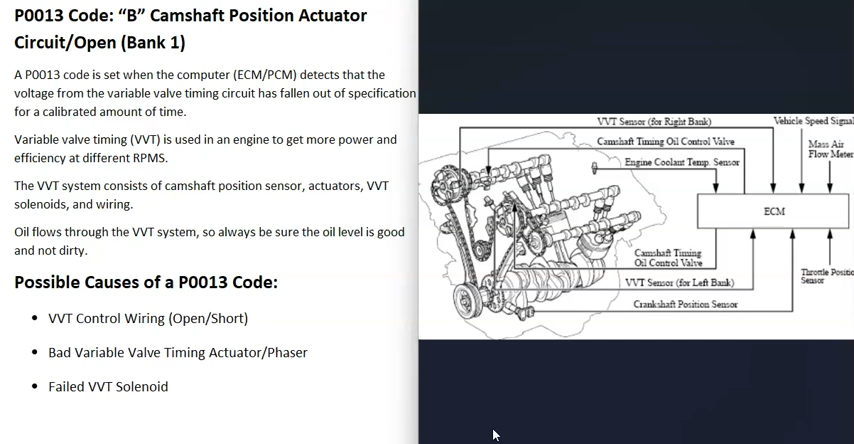 P0013 Code: “B” Camshaft Position Actuator
Circuit/Open (Bank 1)
A P0013 code is set when the computer (ECM/PCM) detects that the
voltage from the variable valve timing circuit has fallen out of specification
for a calibrated amount of time.
Variable valve timing (VVT) is used in an engine to get more power and
efficiency at different RPMS.
The VVT system consists of camshaft position sensor, actuators, VVT
solenoids, and wiring.
Oil flows through the VVT system, so always be sure the oil level is good
and not dirty.
Possible Causes of a P0013 Code:
• VVT Control Wiring (Open/Short)
• Bad Variable Valve Timing Actuator/Phaser
• Failed VVT Solenoid
VVT Sensor (for Right Bank)
Vehicle Speed Signal
Camshaft Timing Oil Control Valve
Mass Air
Flow Meter
Engine Coolant Temp. Sensor
ECM
Camshaft Timing
Oil Control Valve
Throttle Positio
Sensor
VVT Sensor (for Left Bank)
Crankshaft Position Sensor